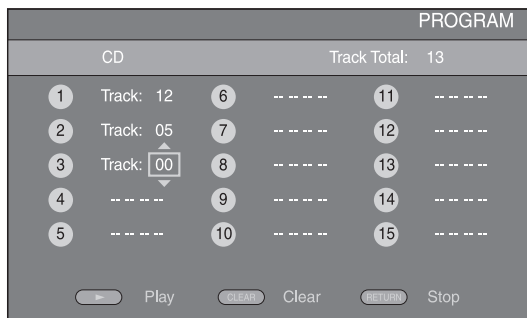 PROGRAM
CD Track Total: 13
1 Track: 12 6 -- -- -- -- 11 -- -- -- --
2 Track: 05 7 -- -- -- -- 12 -- -- -- --
3 Track: 00 8 -- -- -- -- 13 -- -- -- --
4 -- -- -- -- 9 -- -- -- -- 14 -- -- -- --
5 -- -- -- -- 10 -- -- -- -- 15 -- -- -- --
Play CLEAR Clear RETURN Stop